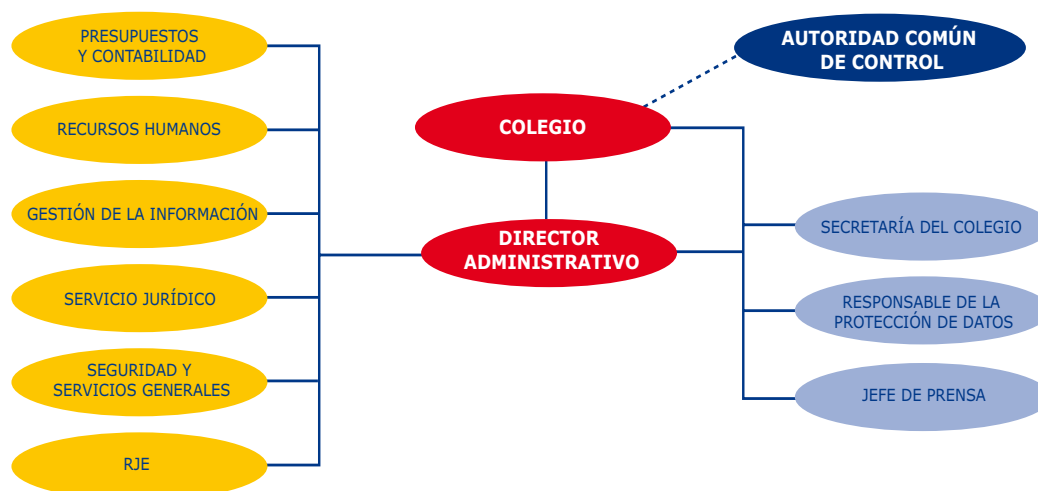 PRESUPUESTOS
Y CONTABILIDAD
RECURSOS HUMANOS
GESTIÓN DE LA INFORMACIÓN
SERVICIO JURÍDICO
SEGURIDAD Y
SERVICIOS GENERALES
RJE
AUTORIDAD COMÚN
DE CONTROL
COLEGIO
DIRECTOR
ADMINISTRATIVO
SECRETARÍA DEL COLEGIO
RESPONSABLE DE LA
PROTECCIÓN DE DATOS
JEFE DE PRENSA